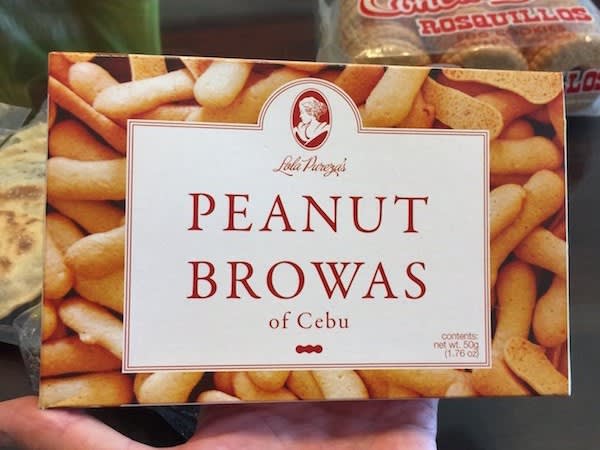 ROSQUILLOS
Lola Pureza's
PEANUT
BROWAS
of Cebu
contents:
net wt. 50g
(1.76 oz)